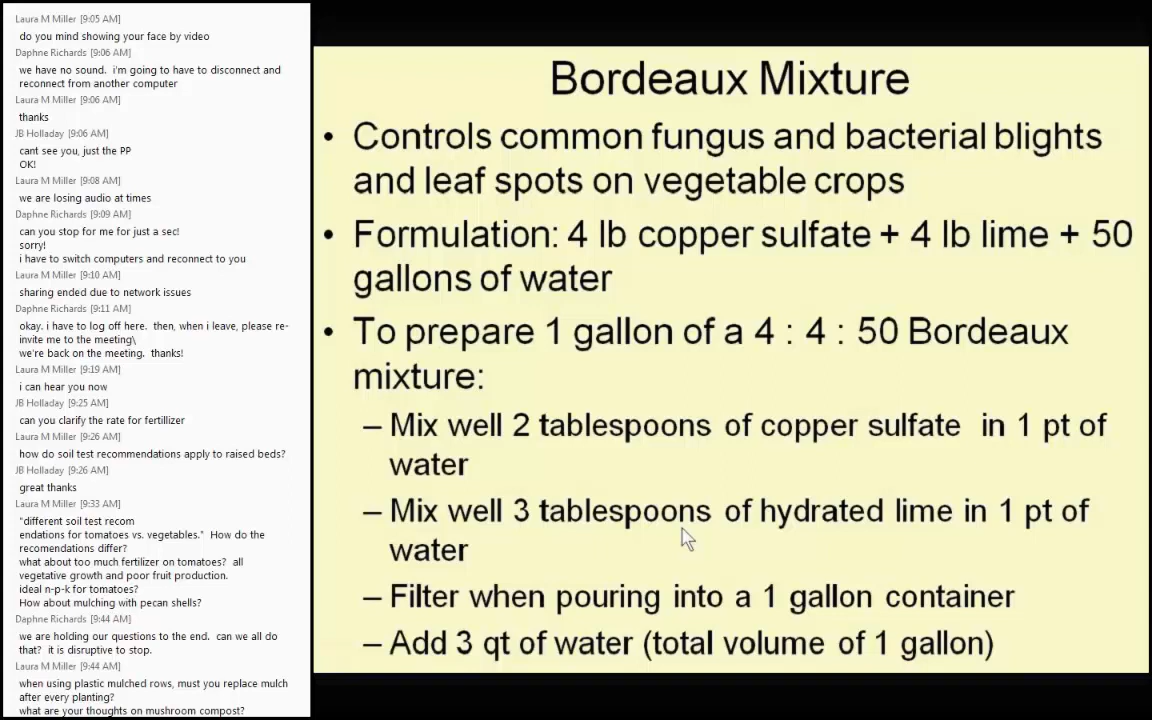 Laura M Miller [9:05 AM]
do you mind showing your face by video
Daphne Richards [9:06 AM]
we have no sound.  i'm going to have to disconnect and
reconnect from another computer
Laura M Miller [9:06 AM]
thanks
JB Holladay [9:06 AM]
cant see you, just the PP
OK!
Laura M Miller [9:08 AM]
we are losing audio at times
Daphne Richards [9:09 AM]
can you stop for me for just a sec!
sorry!
i have to switch computers and reconnect to you
Laura M Miller [9:10 AM]
sharing ended due to network issues
Daphne Richards [9:11 AM]
okay. i have to log off here.  then, when i leave, please re-
invite me to the meeting\
we're back on the meeting.  thanks!
Laura M Miller [9:19 AM]
i can hear you now
JB Holladay [9:25 AM]
can you clarify the rate for fertillizer
Laura M Miller [9:26 AM]
how do soil test recommendations apply to raised beds?
JB Holladay [9:26 AM]
great thanks
Laura M Miller [9:33 AM]
"different soil test recom
endations for tomatoes vs. vegetables."  How do the
recomendations differ?
what about too much fertilizer on tomatoes?  all
vegetative growth and poor fruit production.
ideal n-p-k for tomatoes?
How about mulching with pecan shells?
Daphne Richards [9:44 AM]
we are holding our questions to the end.  can we all do
that?  it is disruptive to stop.
Laura M Miller [9:44 AM]
when using plastic mulched rows, must you replace mulch
after every planting?
what are your thoughts on mushroom compost?
Bordeaux Mixture
• Controls common fungus and bacterial blights
and leaf spots on vegetable crops
• Formulation: 4 lb copper sulfate + 4 lb lime + 50
gallons of water
• To prepare 1 gallon of a 4 : 4 : 50 Bordeaux
mixture:
– Mix well 2 tablespoons of copper sulfate  in 1 pt of
water
– Mix well 3 tablespoons of hydrated lime in 1 pt of
water
– Filter when pouring into a 1 gallon container
– Add 3 qt of water (total volume of 1 gallon)